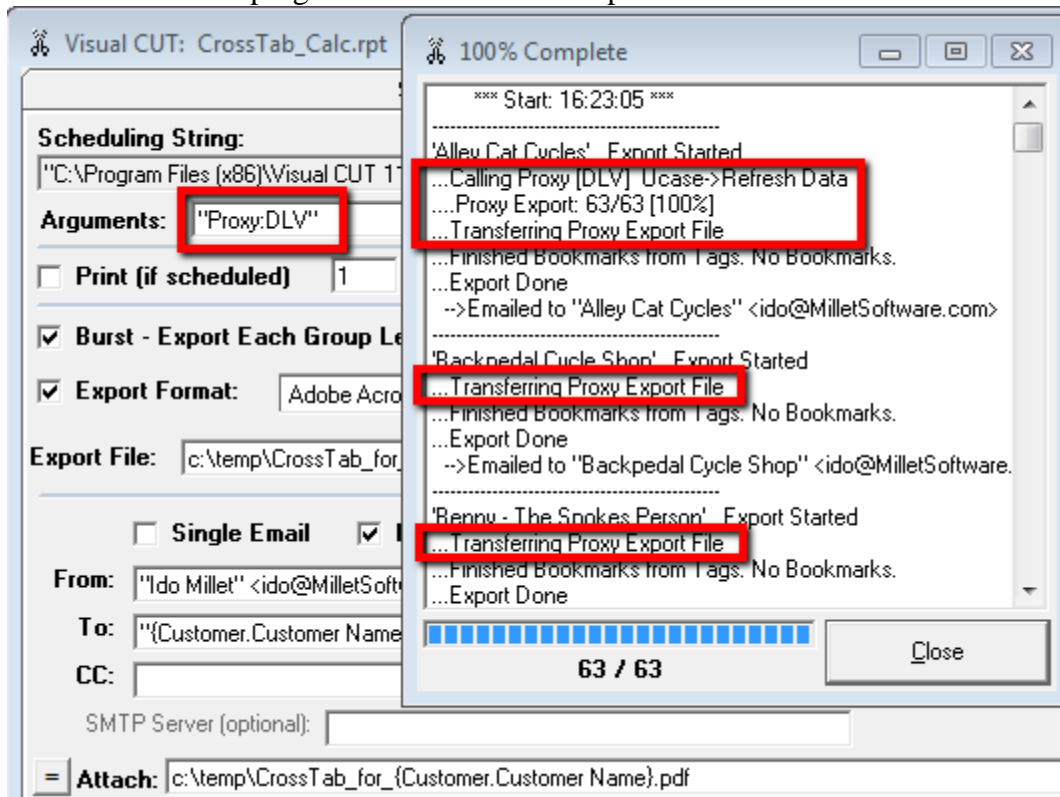 Visual CUT: CrossTab_Calc.rpt
Scheduling String:
"C:\Program Files (x86)\Visual CUT 1
Arguments: "Proxy:DLV"
Print (if scheduled) 1
Burst - Export Each Group Le
Export Format: Adobe Acro
Export File: c:\temp\CrossTab_for_
Single Email
From: "Ido Millet" <ido@MilletSoft
To: "{Customer.Customer Name
CC:
SMTP Server (optional):
= Attach: c:\temp\CrossTab_for_{Customer.Customer Name}.pdf
100% Complete
*** Start: 16:23:05 ***
------------------------------------------------
'Alley Cat Cycles' Export Started
...Calling Proxy [DLV] Ucase->Refresh Data
....Proxy Export: 63/63 [100%]
...Transferring Proxy Export File
...Finished Bookmarks from Tags. No Bookmarks.
...Export Done
-->Emailed to "Alley Cat Cycles" <ido@MilletSoftware.com>
------------------------------------------------
'Backpedal Cycle Shop' Export Started
...Transferring Proxy Export File
...Finished Bookmarks from Tags. No Bookmarks.
...Export Done
-->Emailed to "Backpedal Cycle Shop" <ido@MilletSoftware.
------------------------------------------------
'Benny - The Spokes Person' Export Started
...Transferring Proxy Export File
...Finished Bookmarks from Tags. No Bookmarks.
...Export Done
63 / 63
Close